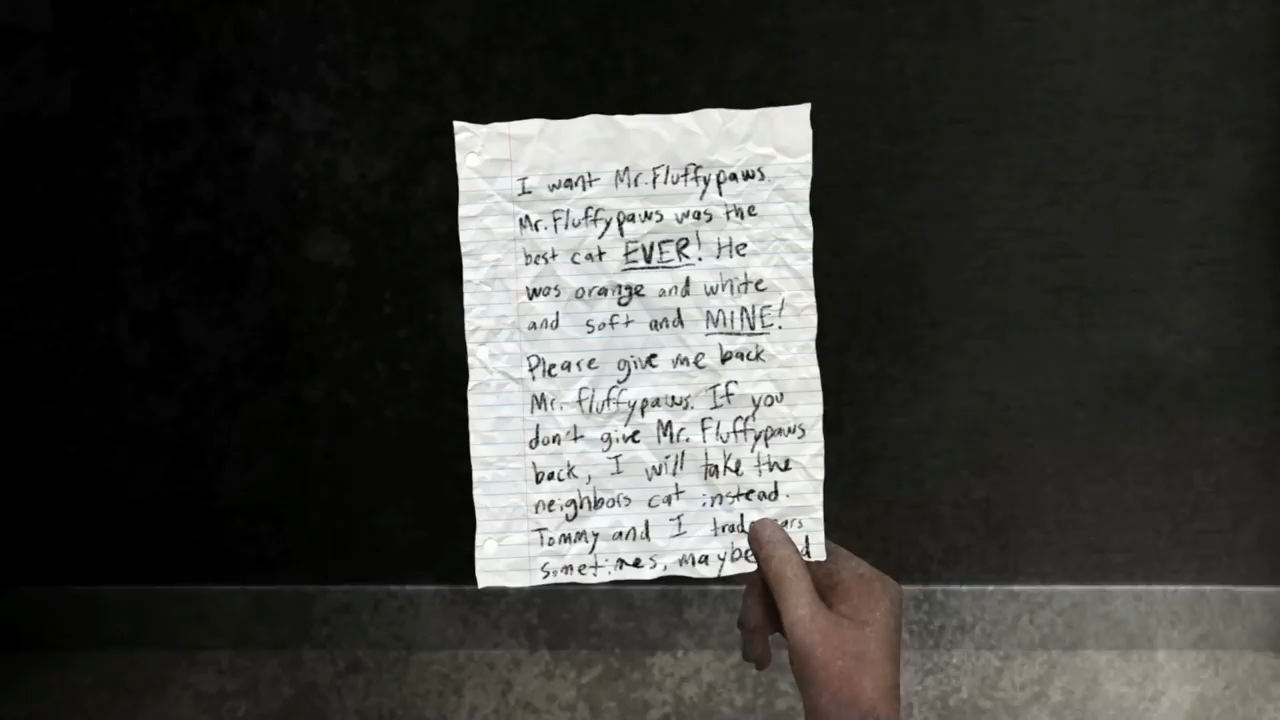 I want Mr. Fluffypaws.
Mr. Fluffypaws was the
best cat EVER! He
was orange and white
and soft and MINE!
Please give me back
Mr. fluffypaws. If you
don't give Mr. Fluffypaws
back, I will take the
neighbors cat instead.
Tommy and I
sometimes, maybe